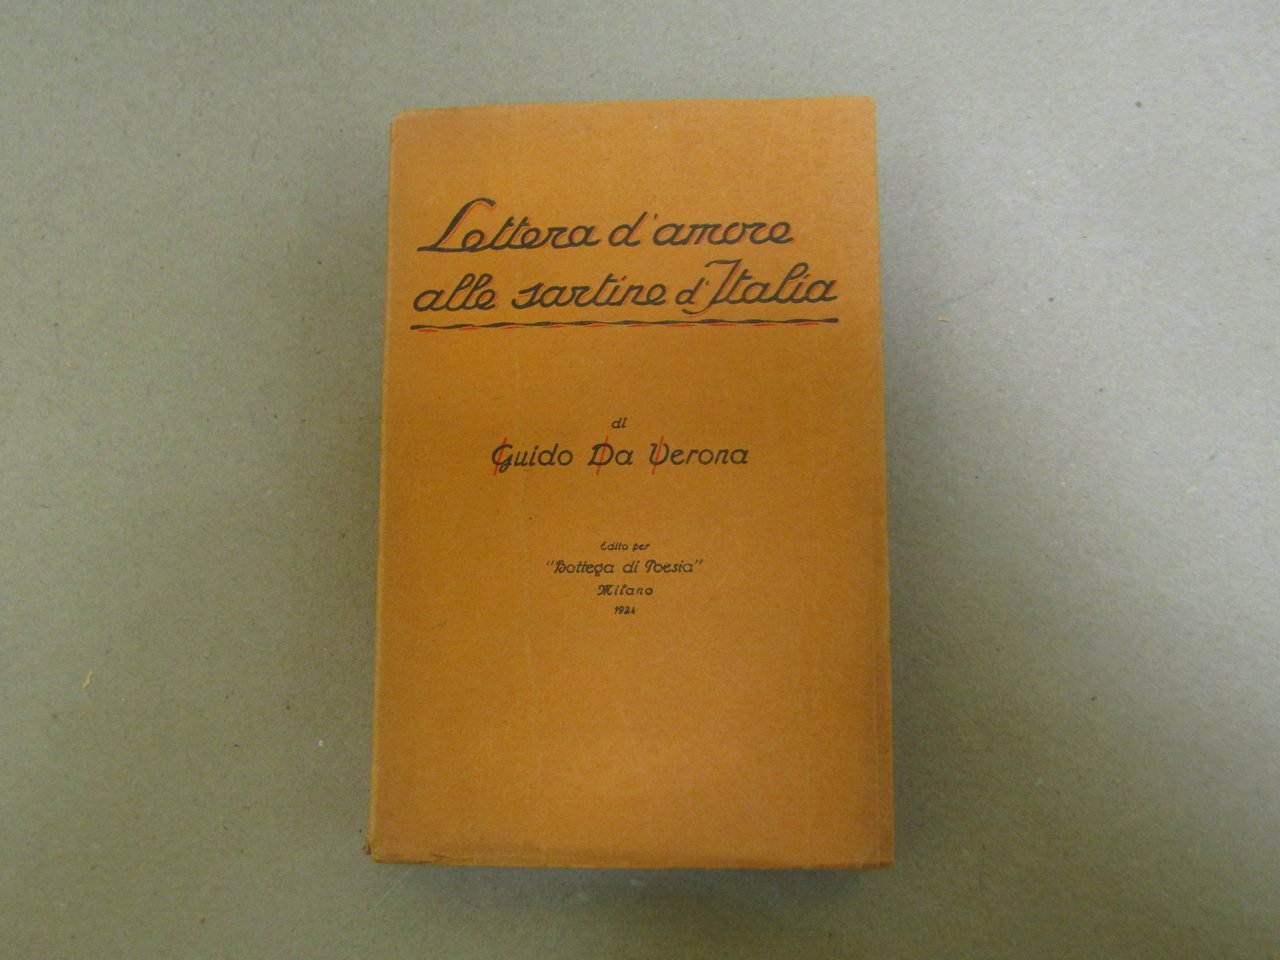 Lettera d'amore
alle sartine d'Italia
di
Guido Da Verona
Edito per
"Bottega di Poesia"
Milano
1924